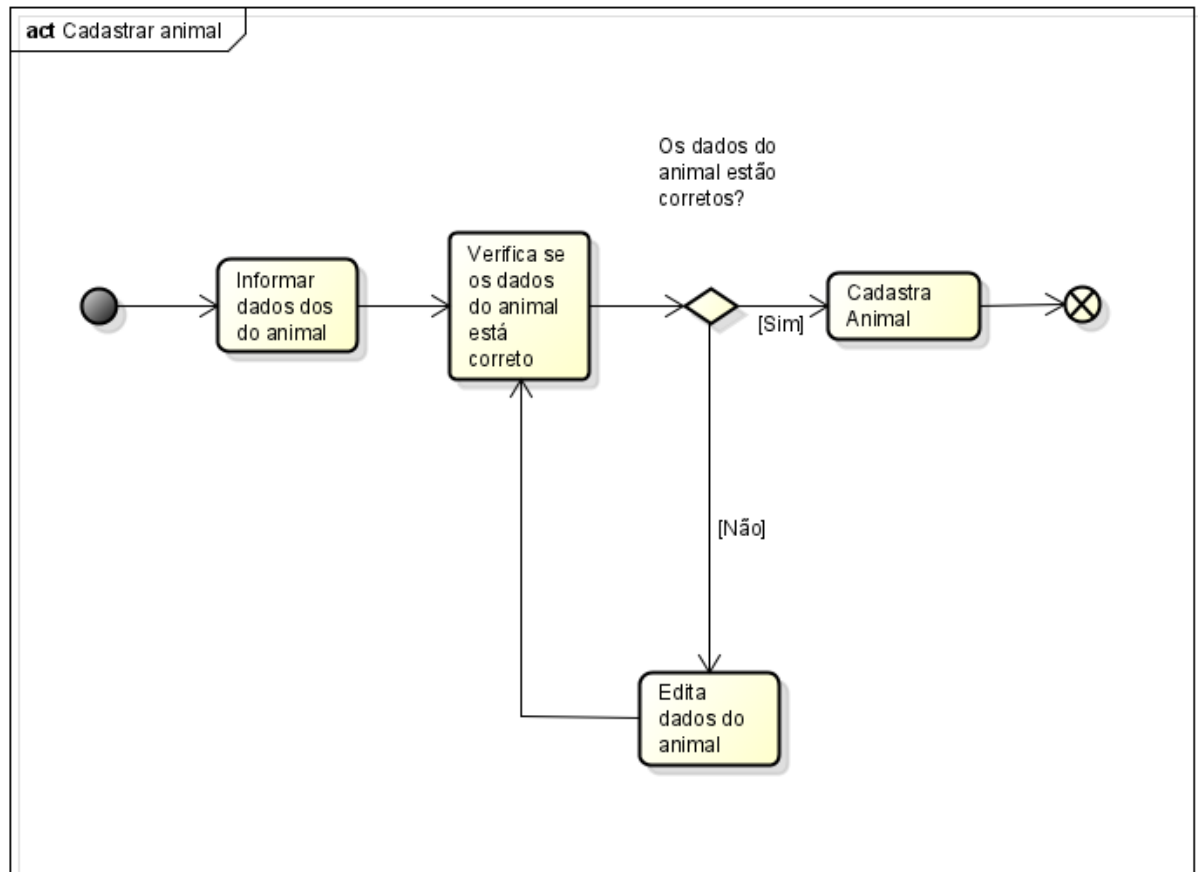 act Cadastrar animal
Os dados do
animal estão
corretos?
Informar
dados dos
do animal
Verifica se
os dados
do animal
está
correto
[Sim]
Cadastra
Animal
[Não]
Edita
dados do
animal